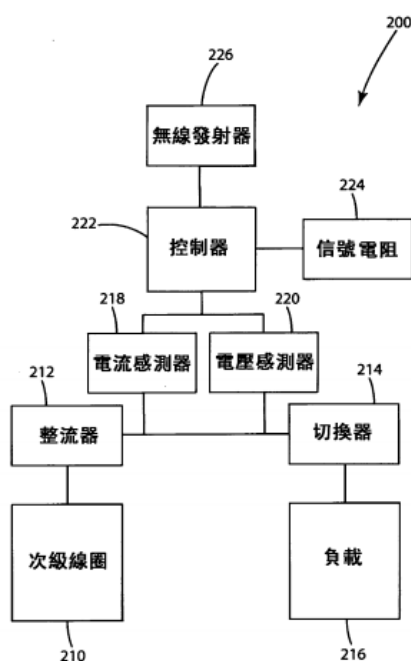 200
226
無線發射器
224
222
控制器
信號電阻
218
220
電流感測器
電壓感測器
212
214
整流器
切換器
次級線圈
負載
210
216